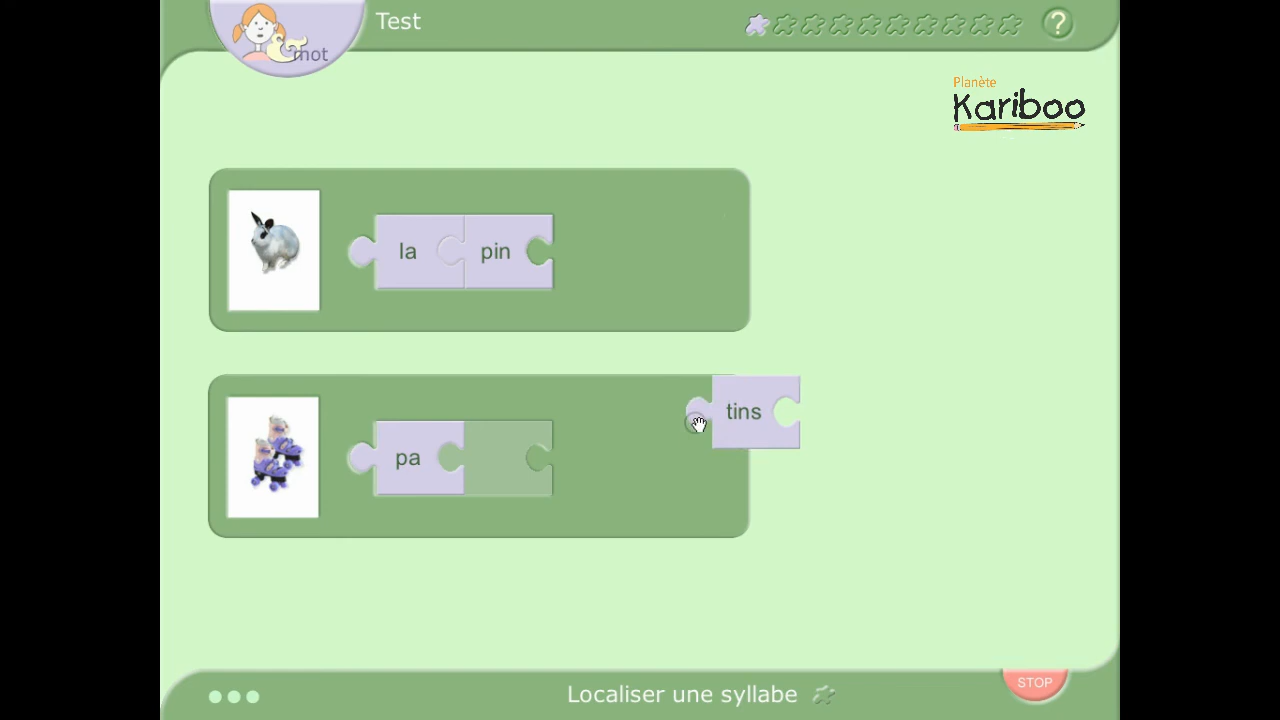 Test
mot
?
Planète
Kariboo
la pin
tins
pa
Localiser une syllabe
STOP